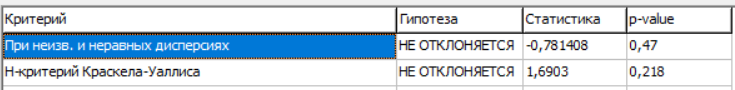 Критерий Гипотеза Статистика p-value
При неизв. и неравных дисперсиях НЕ ОТКЛОНЯЕТСЯ -0,781408 0,47
H-критерий Краскела-Уаллиса НЕ ОТКЛОНЯЕТСЯ 1,6903 0,218